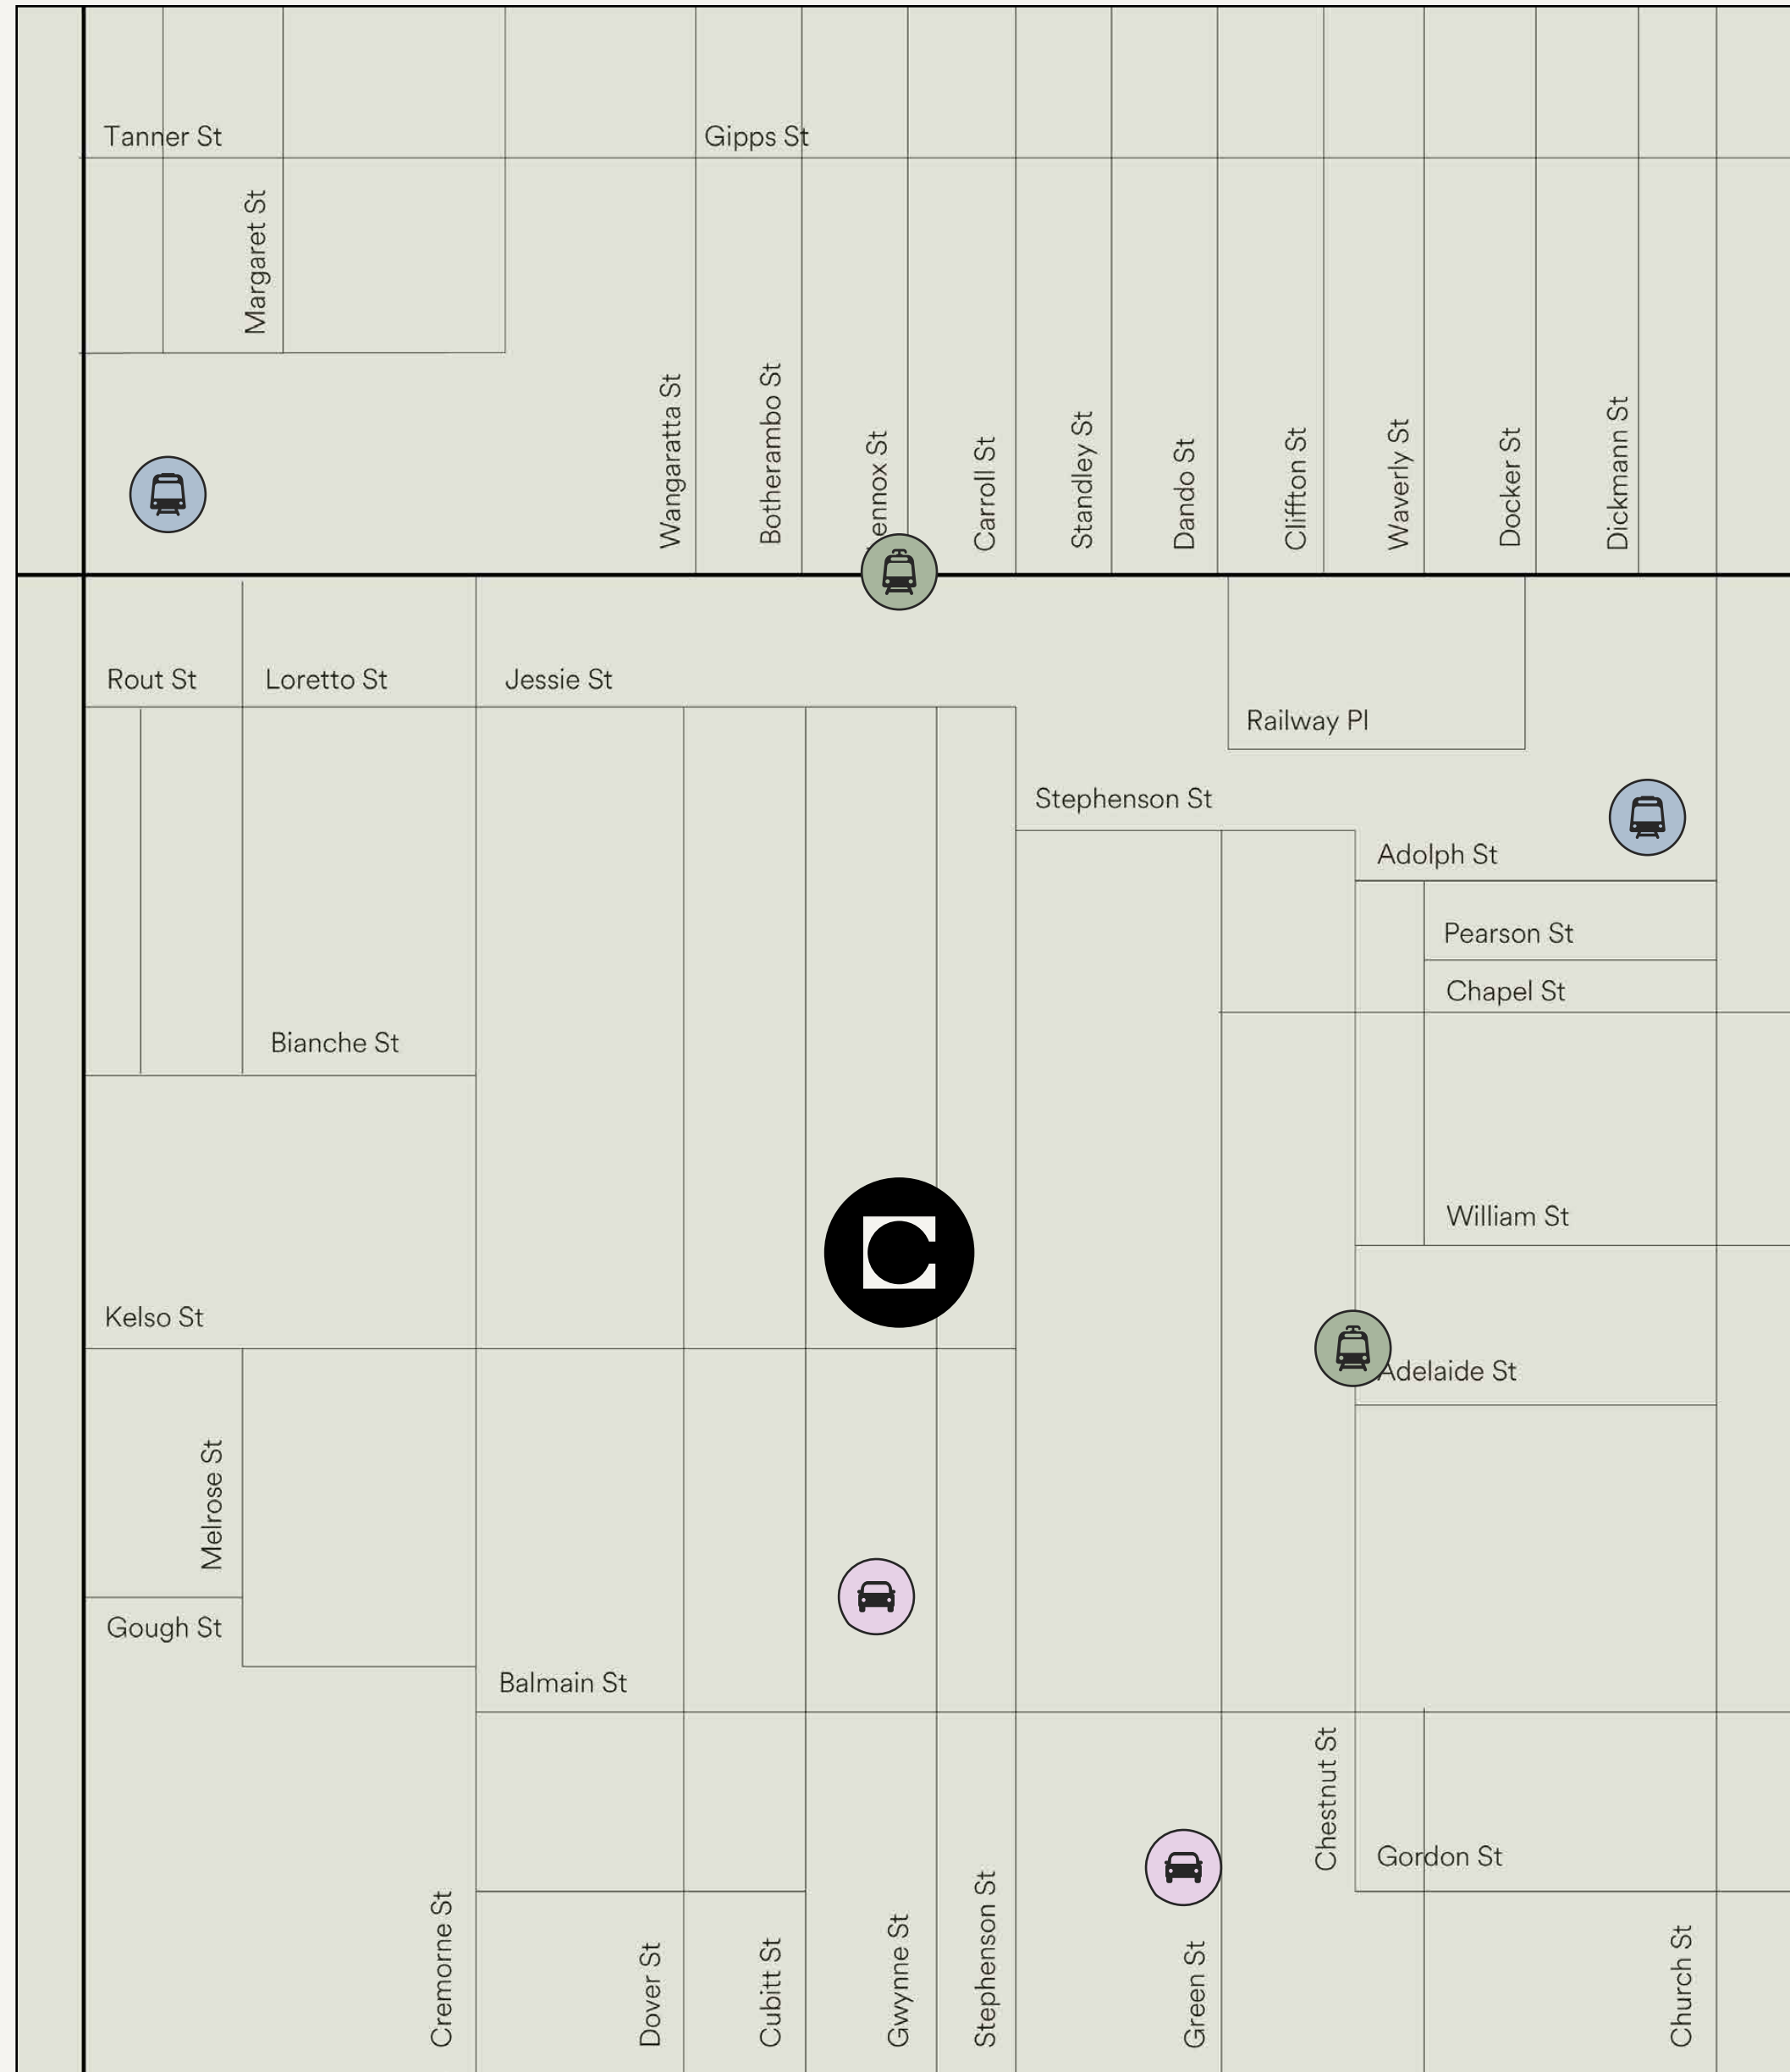 Tanner St
Gipps St
Margaret St
Wangaratta St
Botherambo St
ennox St
Carroll St
Standley St
Dando St
Cliffton St
Waverly St
Docker St
Dickmann St
Rout St
Loretto St
Jessie St
Railway Pl
Stephenson St
Adolph St
Pearson St
Chapel St
Bianche St
William St
C
Kelso St
Adelaide St
Melrose St
Gough St
Balmain St
Chestnut St
Gordon St
Cremorne St
Dover St
Cubitt St
Gwynne St
Stephenson St
Green St
Church St